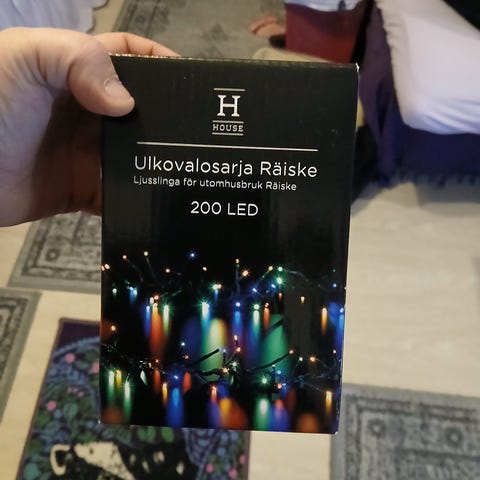 H
HOUSE
Ulkovalosarja Räiske
Ljusslinga för utomhusbruk Räiske
200 LED